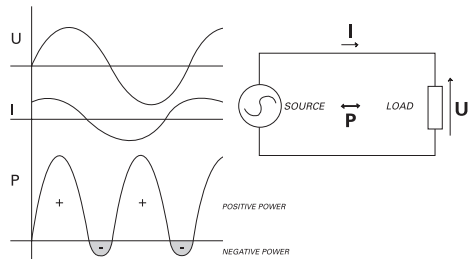 U
I
P
+
-
+
-
POSITIVE POWER
NEGATIVE POWER
I
SOURCE
P
LOAD
U